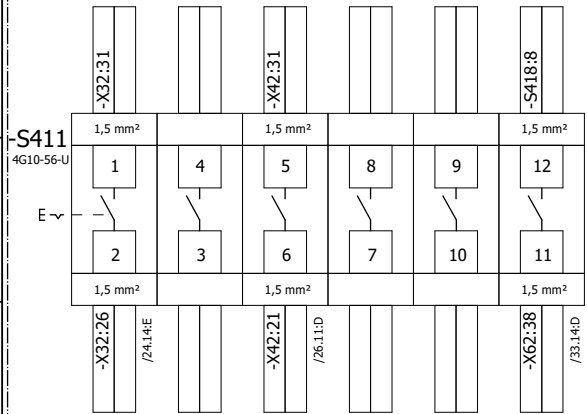 -X32:31
-X42:31
-S418:8
-S411
4G10-56-U
1,5 mm² 1,5 mm² 1,5 mm²
1 4 5 8 9 12
E
2 3 6 7 10 11
1,5 mm² 1,5 mm² 1,5 mm²
-X32:26
/24.14:E
-X42:21
/26.11:D
-X62:38
/33.14:D